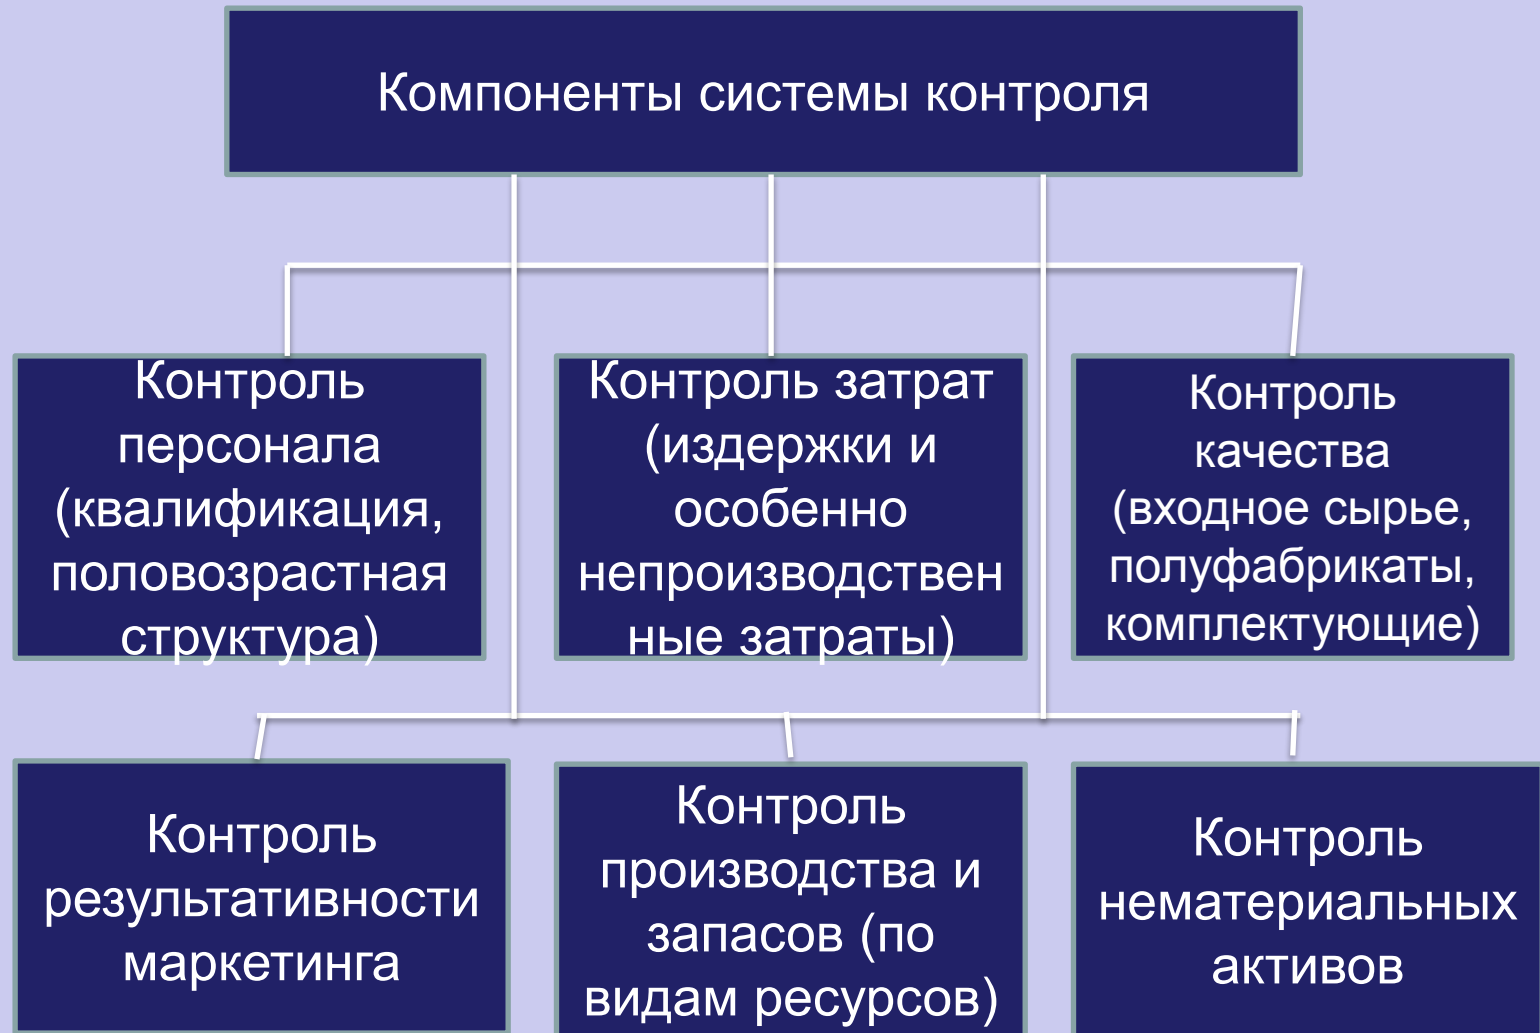 Компоненты системы контроля
Контроль
персонала
(квалификация,
половозрастная
структура)
Контроль затрат
(издержки и
особенно
непроизводствен
ные затраты)
Контроль
качества
(входное сырье,
полуфабрикаты,
комплектующие)
Контроль
результативности
маркетинга
Контроль
производства и
запасов (по
видам ресурсов)
Контроль
нематериальных
активов